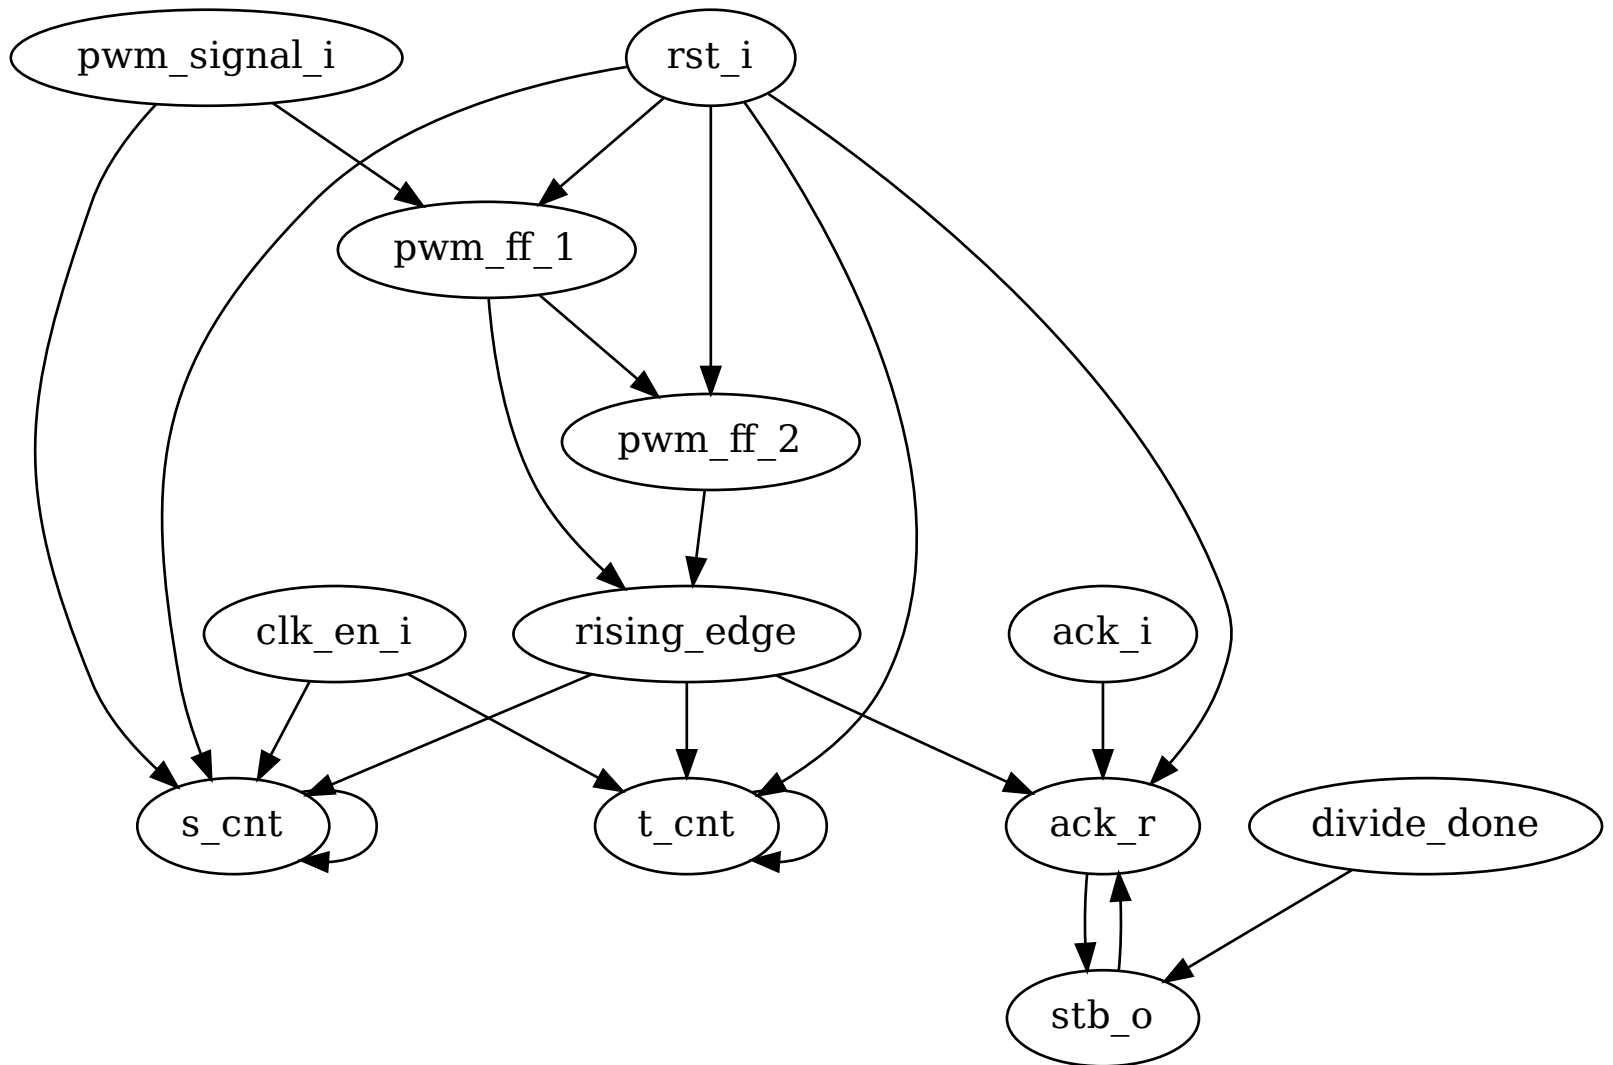 pwm_signal_i
rst_i
pwm_ff_1
pwm_ff_2
clk_en_i
rising_edge
ack_i
s_cnt
t_cnt
ack_r
divide_done
stb_o